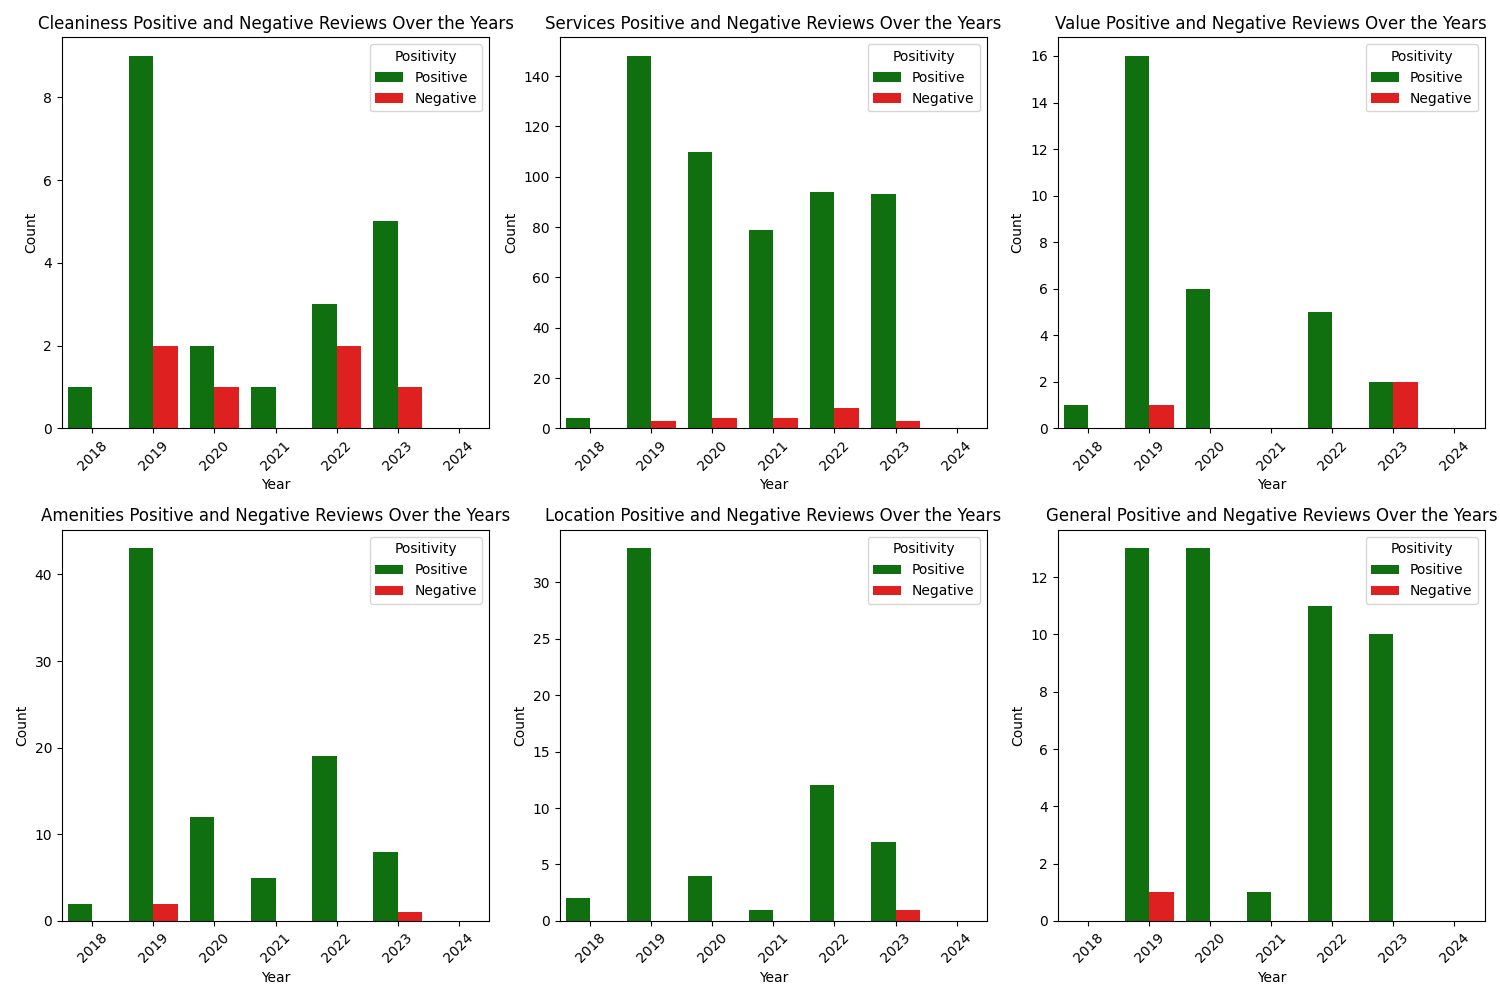 Cleaniness Positive and Negative Reviews Over the Years
Positivity
Positive
Negative
Count
8
6
4
2
0
2018 2019 2020 2021 2022 2023 2024
Year
Services Positive and Negative Reviews Over the Years
Positivity
Positive
Negative
Count
140
120
100
80
60
40
20
0
2018 2019 2020 2021 2022 2023 2024
Year
Value Positive and Negative Reviews Over the Years
Positivity
Positive
Negative
Count
16
14
12
10
8
6
4
2
0
2018 2019 2020 2021 2022 2023 2024
Year
Amenities Positive and Negative Reviews Over the Years
Positivity
Positive
Negative
Count
40
30
20
10
0
2018 2019 2020 2021 2022 2023 2024
Year
Location Positive and Negative Reviews Over the Years
Positivity
Positive
Negative
Count
30
25
20
15
10
5
0
2018 2019 2020 2021 2022 2023 2024
Year
General Positive and Negative Reviews Over the Years
Positivity
Positive
Negative
Count
12
10
8
6
4
2
0
2018 2019 2020 2021 2022 2023 2024
Year